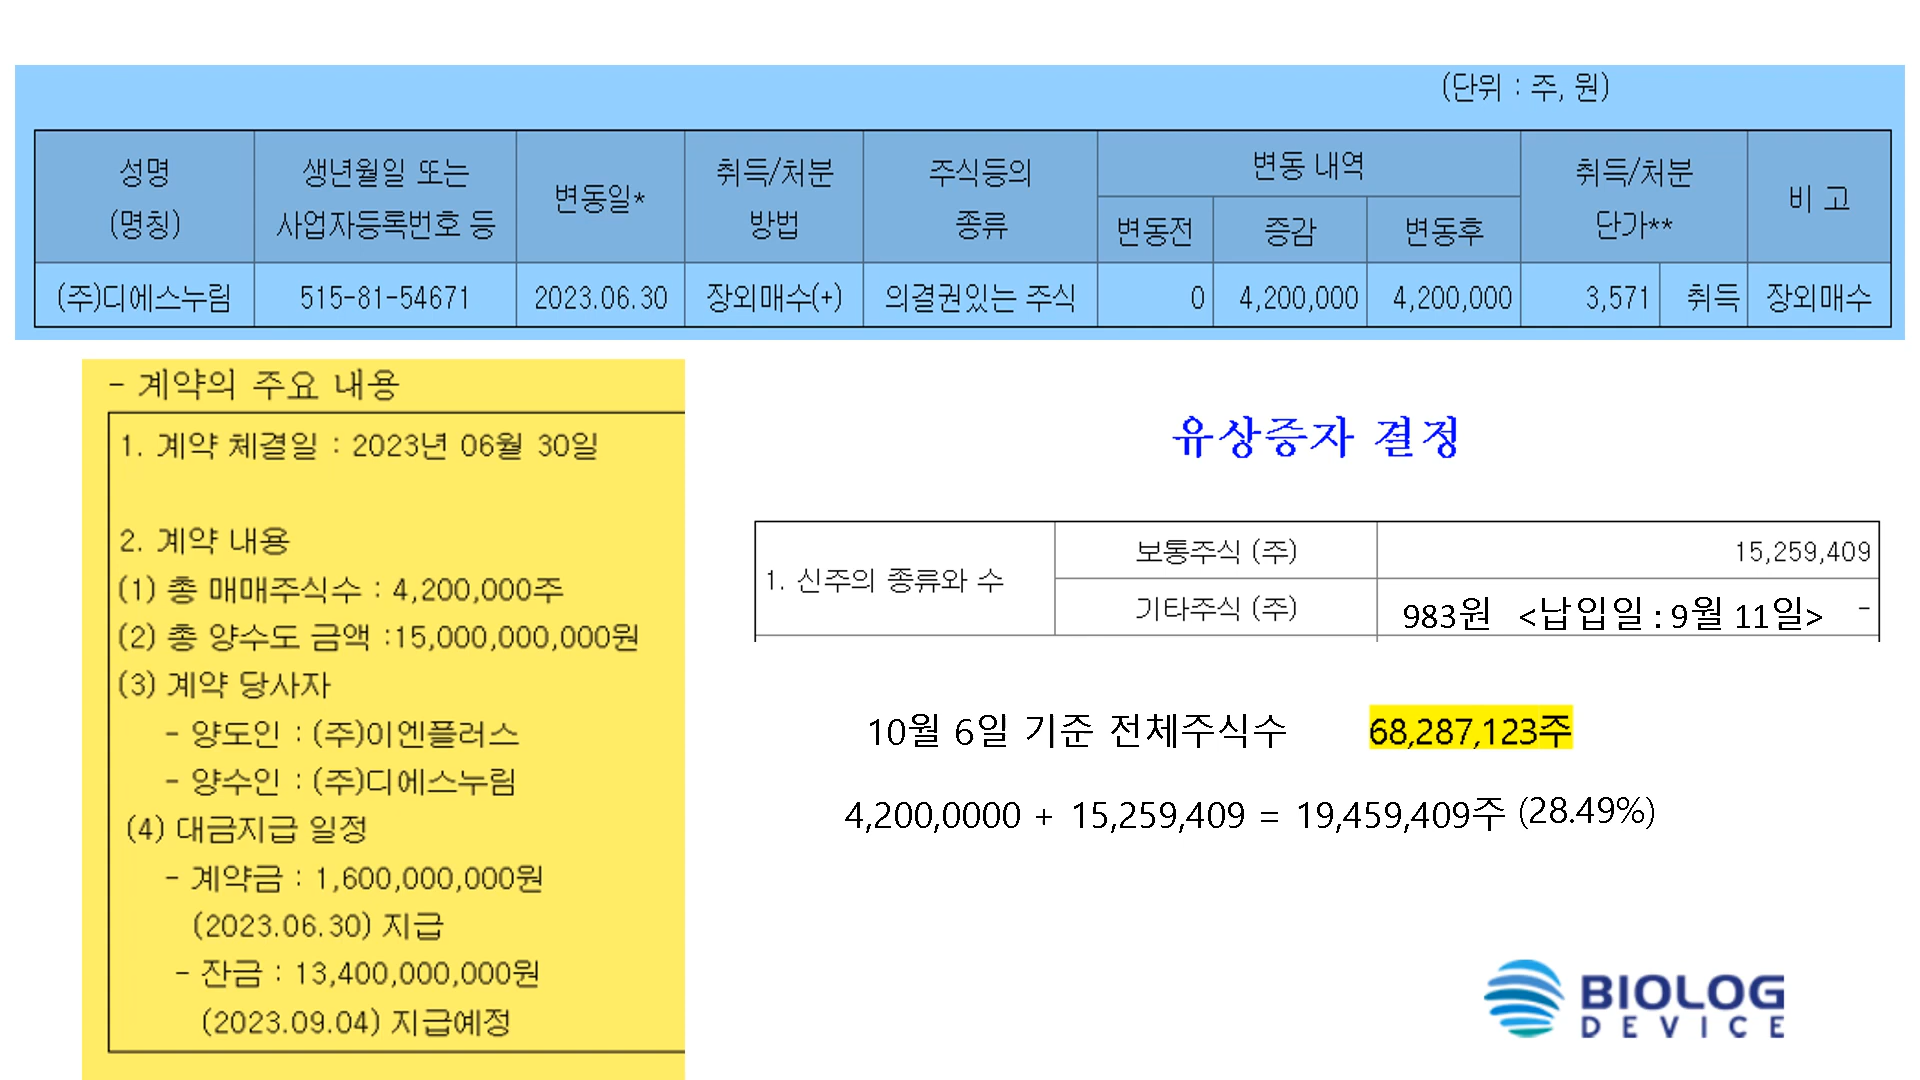 (단위 : 주, 원)
성명
(명칭)
생년월일 또는
사업자등록번호 등
변동일*
취득/처분
방법
주식등의
종류
변동 내역
변동전
증감
변동후
취득/처분
단가**
비 고
(주)디에스누림
515-81-54671
2023.06.30
장외매수(+)
의결권있는 주식
0
4,200,000
4,200,000
3,571
취득
장외매수
- 계약의 주요 내용
1. 계약 체결일 : 2023년 06월 30일
2. 계약 내용
(1) 총 매매주식수 : 4,200,000주
(2) 총 양수도 금액 :15,000,000,000원
(3) 계약 당사자
- 양도인 : (주)이엔플러스
- 양수인 : (주)디에스누림
(4) 대금지급 일정
- 계약금 : 1,600,000,000원
(2023.06.30) 지급
- 잔금 : 13,400,000,000원
(2023.09.04) 지급예정
유상증자 결정
1. 신주의 종류와 수
보통주식 (주)
15,259,409
기타주식 (주)
983원 <납입일 : 9월 11일> -
10월 6일 기준 전체주식수 68,287,123주
4,200,0000 + 15,259,409 = 19,459,409주 (28.49%)
BIOLOG
DEVICE